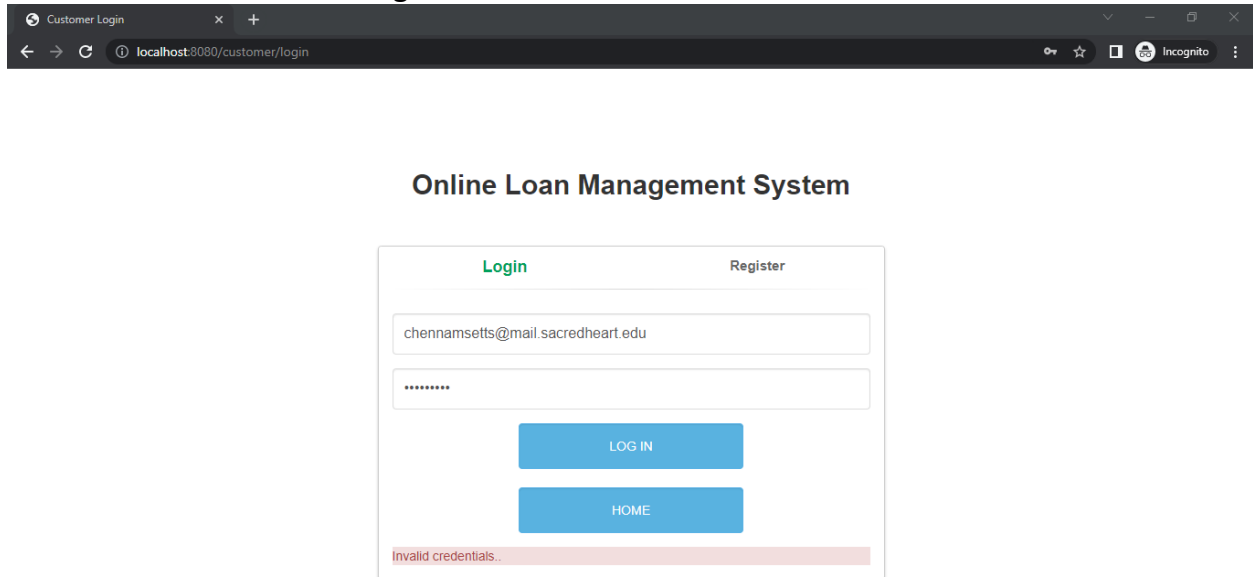 Customer Login
localhost:8080/customer/login
Incognito
Online Loan Management System
Login Register
chennamsetts@mail.sacredheart.edu
•••••••••
LOG IN
HOME
Invalid credentials..